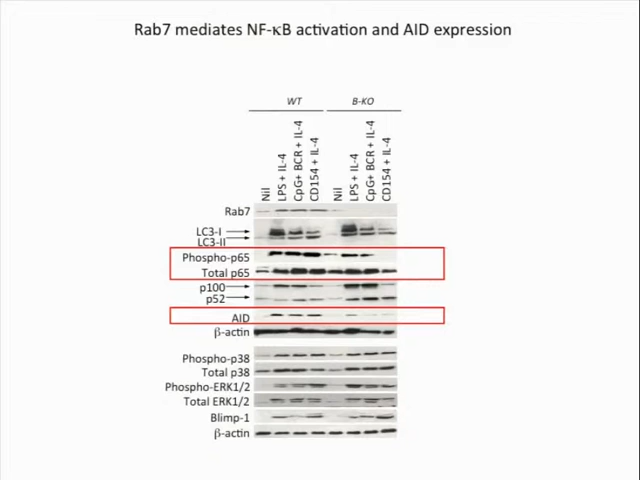 Rab7 mediates NF-κB activation and AID expression
WT
B-KO
Nil
LPS + IL-4
CpG+ BCR + IL-4
CD154 + IL-4
Nil
LPS + IL-4
CpG+ BCR + IL-4
CD154 + IL-4
Rab7
LC3-I
LC3-II
Phospho-p65
Total p65
p100
p52
AID
β-actin
Phospho-p38
Total p38
Phospho-ERK1/2
Total ERK1/2
Blimp-1
β-actin